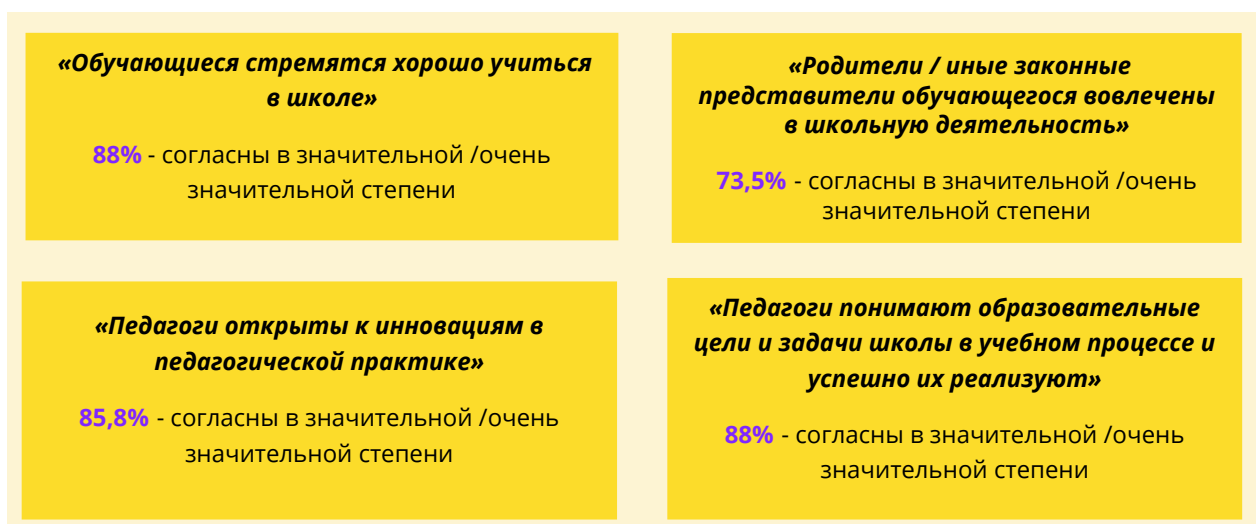 «Обучающиеся стремятся хорошо учиться
в школе»
88% - согласны в значительной /очень
значительной степени
«Родители / иные законные
представители обучающегося вовлечены
в школьную деятельность»
73,5% - согласны в значительной /очень
значительной степени
«Педагоги открыты к инновациям в
педагогической практике»
85,8% - согласны в значительной /очень
значительной степени
«Педагоги понимают образовательные
цели и задачи школы в учебном процессе и
успешно их реализуют»
88% - согласны в значительной /очень
значительной степени